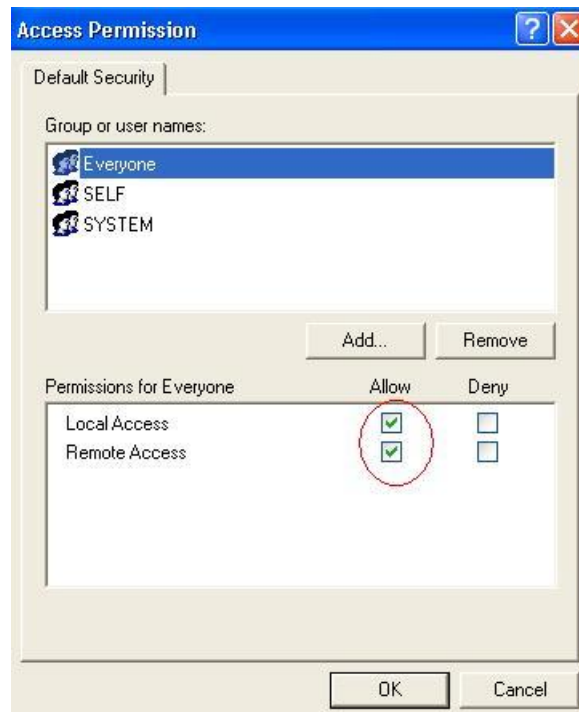 Access Permission
Default Security
Group or user names:
Everyone
SELF
SYSTEM
Add... Remove
Permissions for Everyone Allow Deny
Local Access
Remote Access
OK Cancel